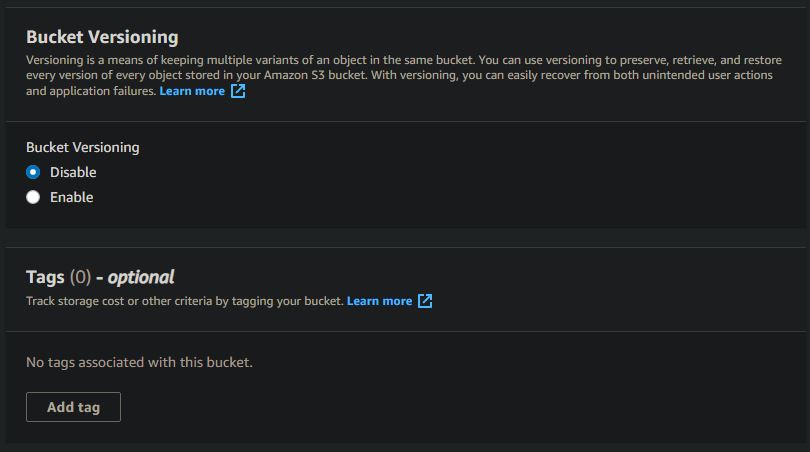 Bucket Versioning
Versioning is a means of keeping multiple variants of an object in the same bucket. You can use versioning to preserve, retrieve, and restore
every version of every object stored in your Amazon S3 bucket. With versioning, you can easily recover from both unintended user actions
and application failures. Learn more
Bucket Versioning
Disable
Enable
Tags (0) - optional
Track storage cost or other criteria by tagging your bucket. Learn more
No tags associated with this bucket.
Add tag